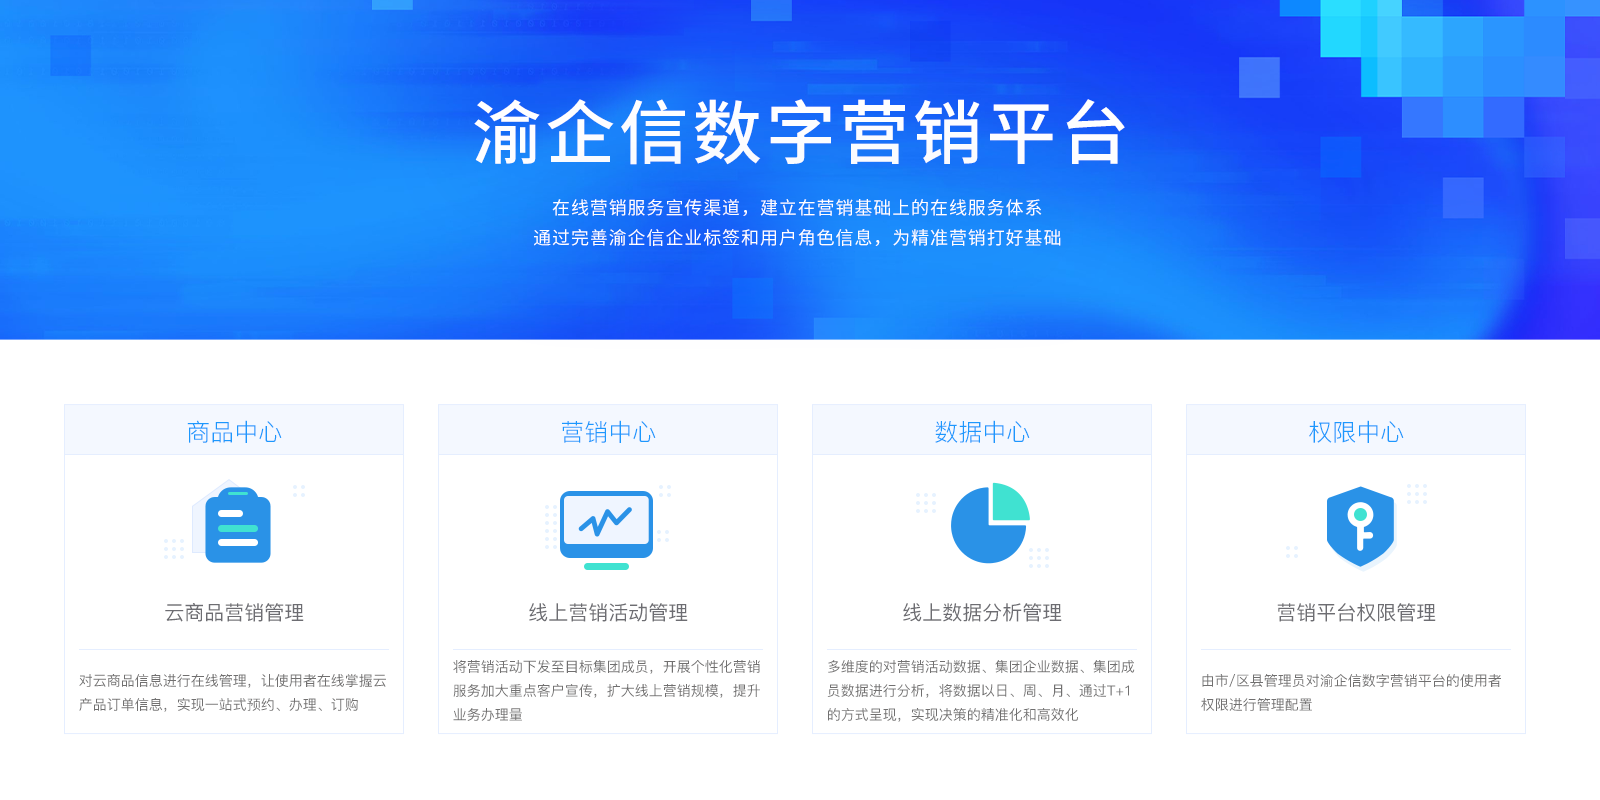 渝企信数字营销平台
在线营销服务宣传渠道，建立在营销基础上的在线服务体系
通过完善渝企信企业标签和用户角色信息，为精准营销打好基础
商品中心
云商品营销管理
对云商品信息进行在线管理，让使用者在线掌握云
产品订单信息，实现一站式预约、办理、订购
营销中心
线上营销活动管理
将营销活动下发至目标集团成员，开展个性化营销
服务加大重点客户宣传，扩大线上营销规模，提升
业务办理量
数据中心
线上数据分析管理
多维度的对营销活动数据、集团企业数据、集团成
员数据进行分析，将数据以日、周、月、通过T+1
的方式呈现，实现决策的精准化和高效化
权限中心
营销平台权限管理
由市/区县管理员对渝企信数字营销平台的使用者
权限进行管理配置